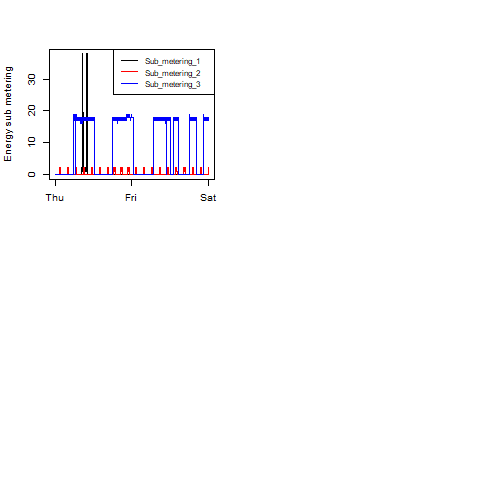 Sub_metering_1
Sub_metering_2
Sub_metering_3
Energy sub metering
30
20
10
0
Thu Fri Sat